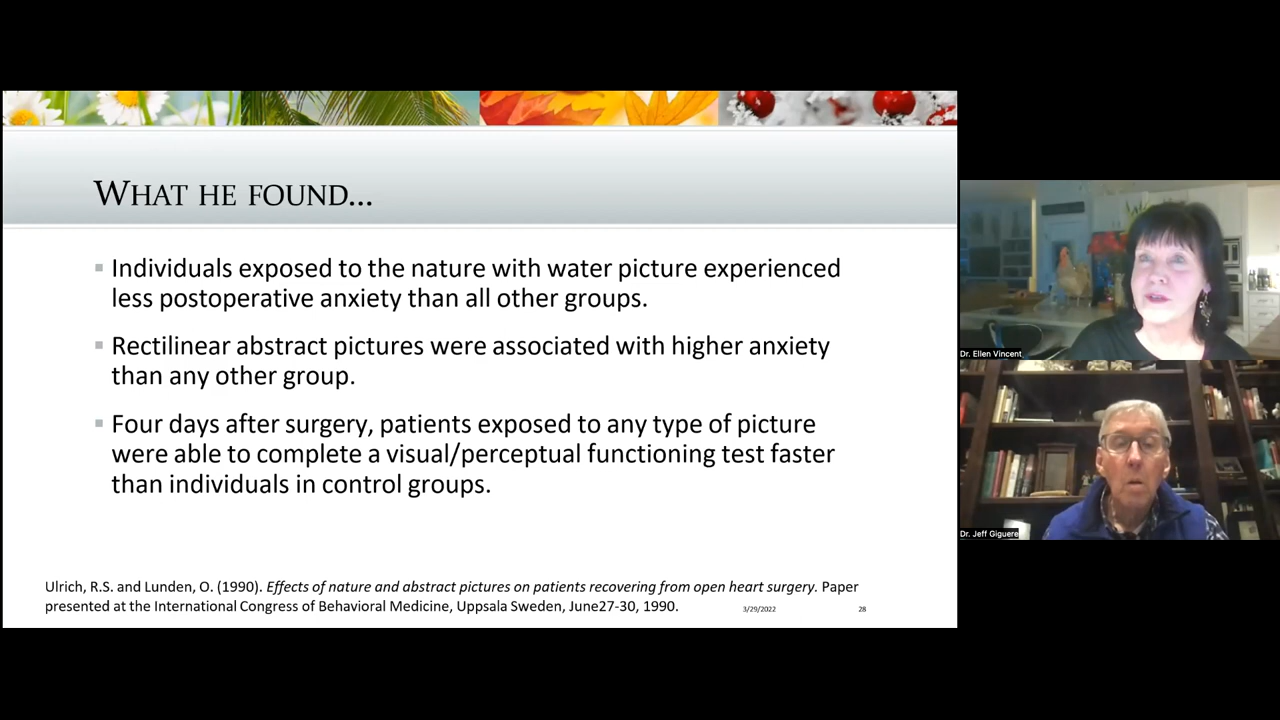 WHAT HE FOUND...
▪ Individuals exposed to the nature with water picture experienced
less postoperative anxiety than all other groups.
▪ Rectilinear abstract pictures were associated with higher anxiety
than any other group.
▪ Four days after surgery, patients exposed to any type of picture
were able to complete a visual/perceptual functioning test faster
than individuals in control groups.
Ulrich, R.S. and Lunden, O. (1990). Effects of nature and abstract pictures on patients recovering from open heart surgery. Paper
presented at the International Congress of Behavioral Medicine, Uppsala Sweden, June27-30, 1990.
3/29/2022
28
Dr. Ellen Vincent
Dr. Jeff Giguere